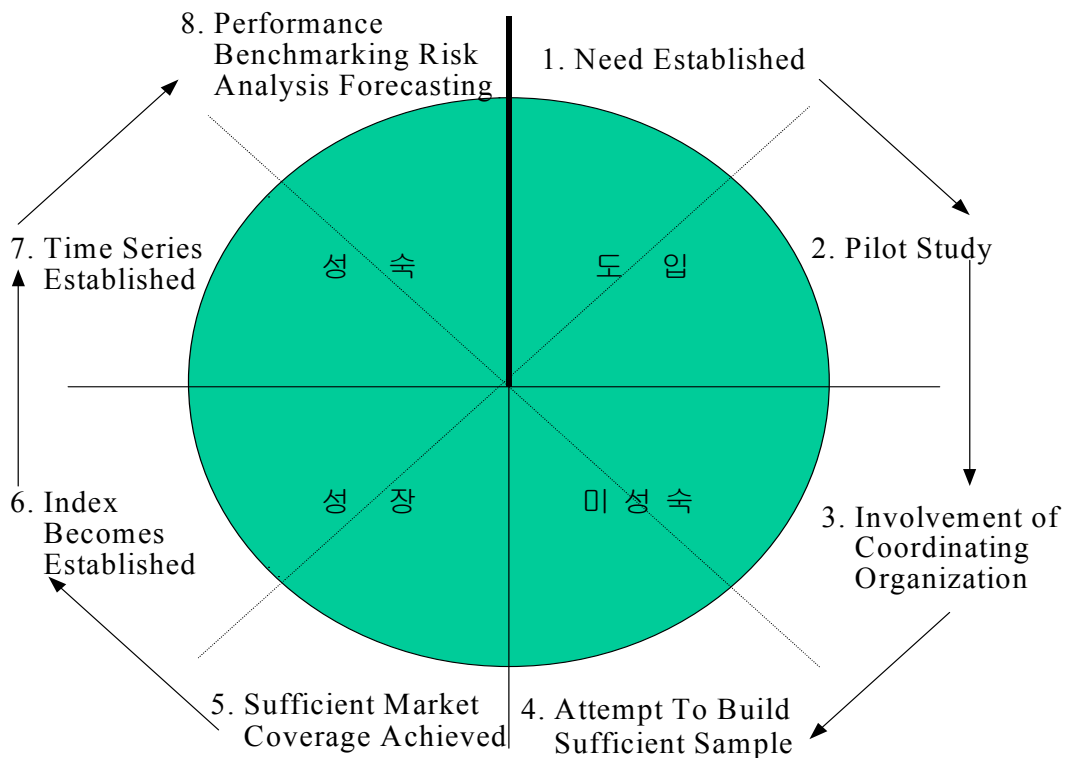 8. Performance
Benchmarking Risk
Analysis Forecasting
1. Need Established
7. Time Series
Established
성 숙
도 입
2. Pilot Study
6. Index
Becomes
Established
성 장
미 성 숙
3. Involvement of
Coordinating
Organization
5. Sufficient Market
Coverage Achieved
4. Attempt To Build
Sufficient Sample